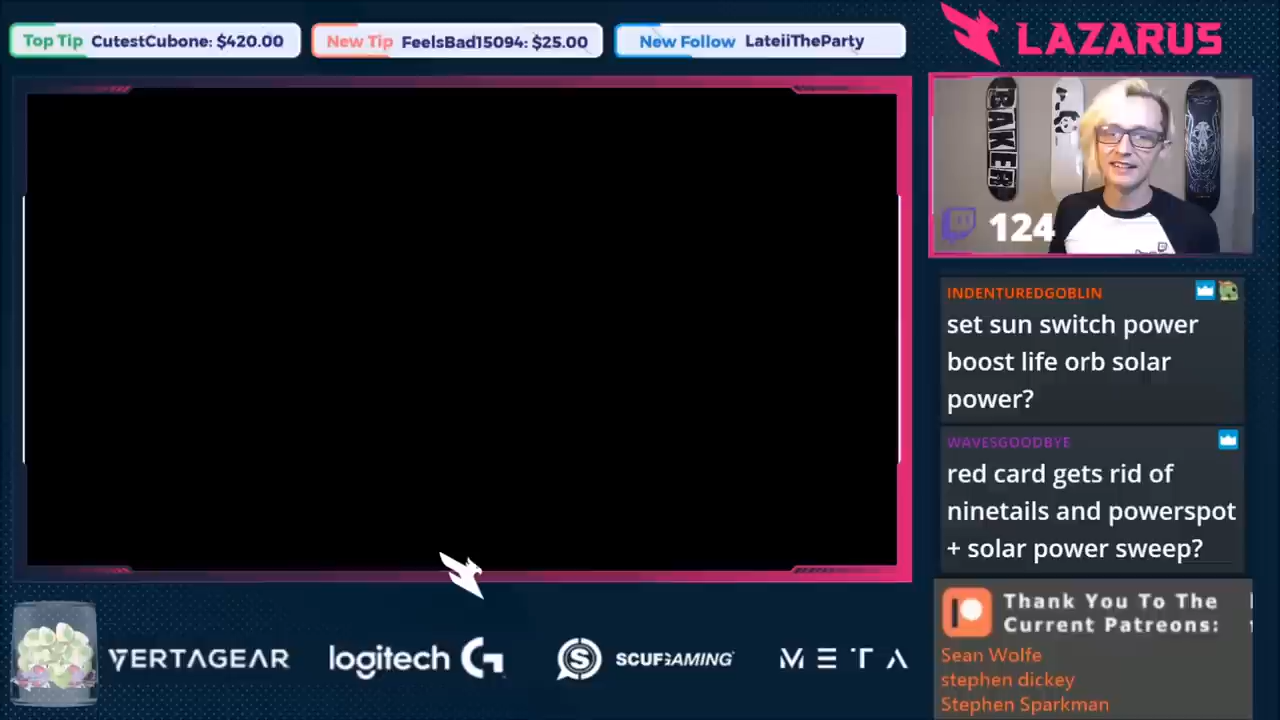 Top Tip CutestCubone: $420.00
New Tip FeelsBad15094: $25.00
New Follow LateiiTheParty
LAZARUS
BAKER
124
INDENTUREDGOBLIN
set sun switch power
boost life orb solar
power?
WAVESGOODBYE
red card gets rid of
ninetails and powerspot
+ solar power sweep?
Thank You To The
Current Patreons:
Sean Wolfe
stephen dickey
Stephen Sparkman
VERTAGEAR
logitech G
S SCUFGAMING
META